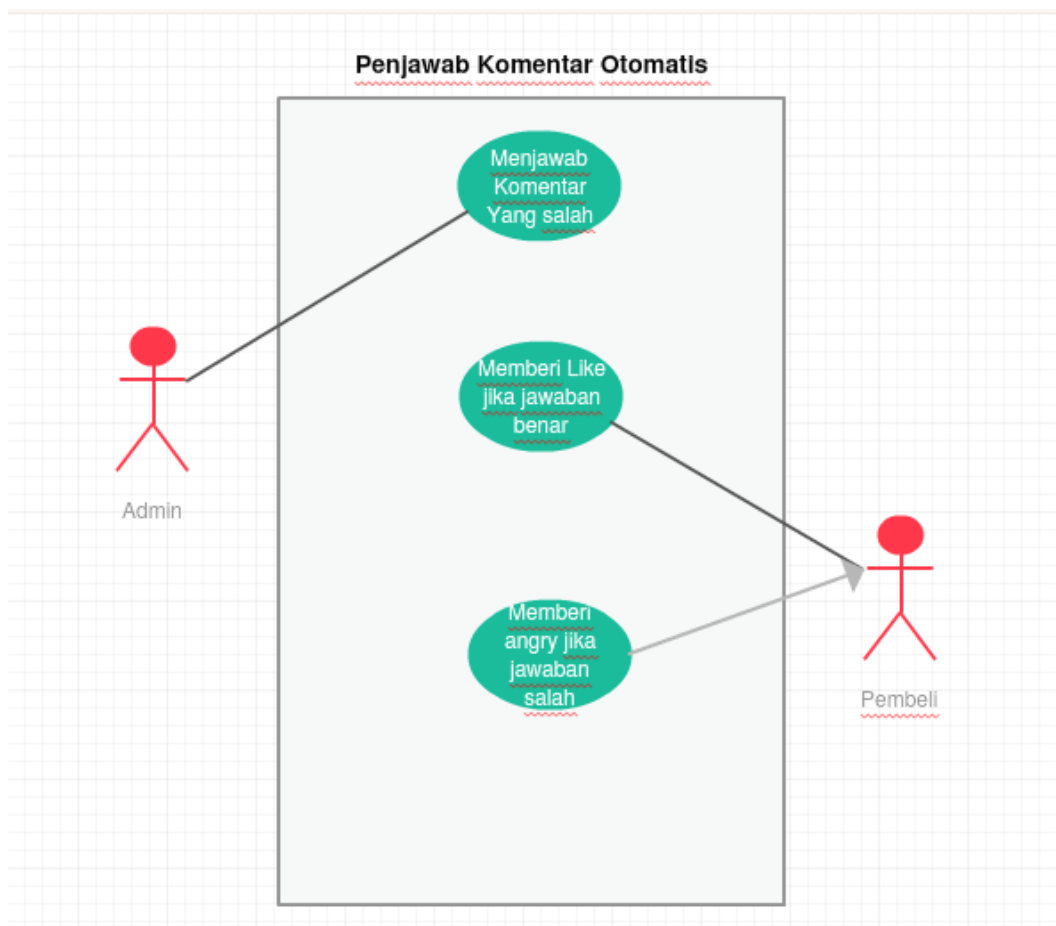 Penjawab Komentar Otomatis
Menjawab
Komentar
Yang salah
Memberi Like
jika jawaban
benar
Admin
Memberi
angry jika
jawaban
salah
Pembeli